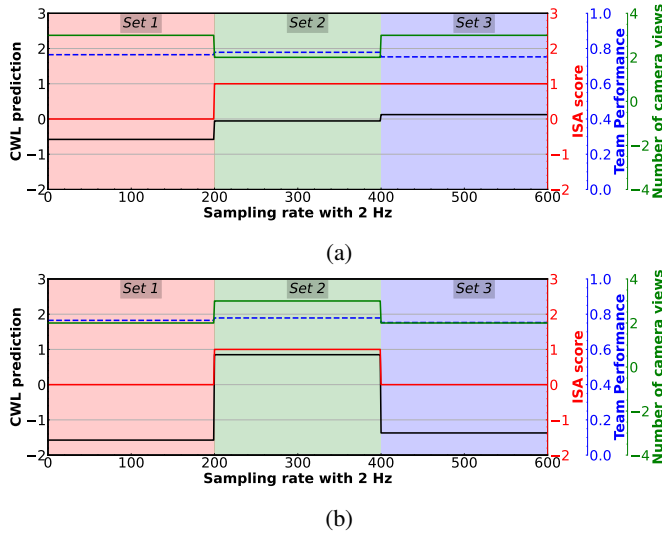 Set 1 Set 2 Set 3
3 3 1.0 4
2 2 0.8
1 1 0.6 2
0 0 0.4 0
−1 −1 0.2 −2
−2 −2 0.0 −4
0 100 200 300 400 500 600
CWL prediction
Sampling rate with 2 Hz
ISA score
Team Performance
Number of camera views
(a)
Set 1 Set 2 Set 3
3 3 1.0 4
2 2 0.8
1 1 0.6 2
0 0 0.4 0
−1 −1 0.2 −2
−2 −2 0.0 −4
0 100 200 300 400 500 600
CWL prediction
Sampling rate with 2 Hz
ISA score
Team Performance
Number of camera views
(b)